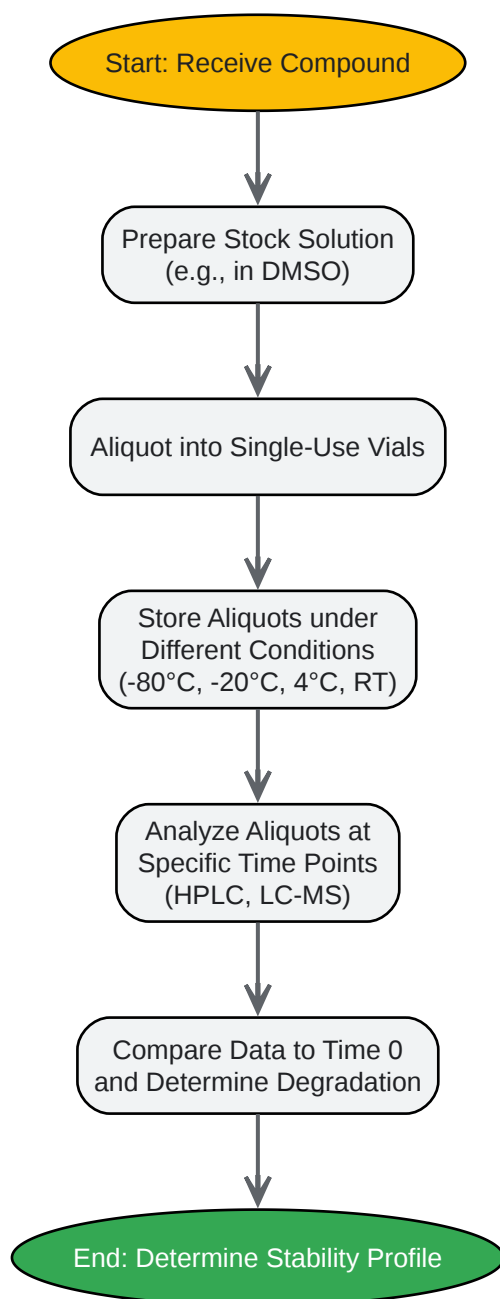 Start: Receive Compound
Prepare Stock Solution
(e.g., in DMSO)
Aliquot into Single-Use Vials
Store Aliquots under
Different Conditions
(-80°C, -20°C, 4°C, RT)
Analyze Aliquots at
Specific Time Points
(HPLC, LC-MS)
Compare Data to Time 0
and Determine Degradation
End: Determine Stability Profile